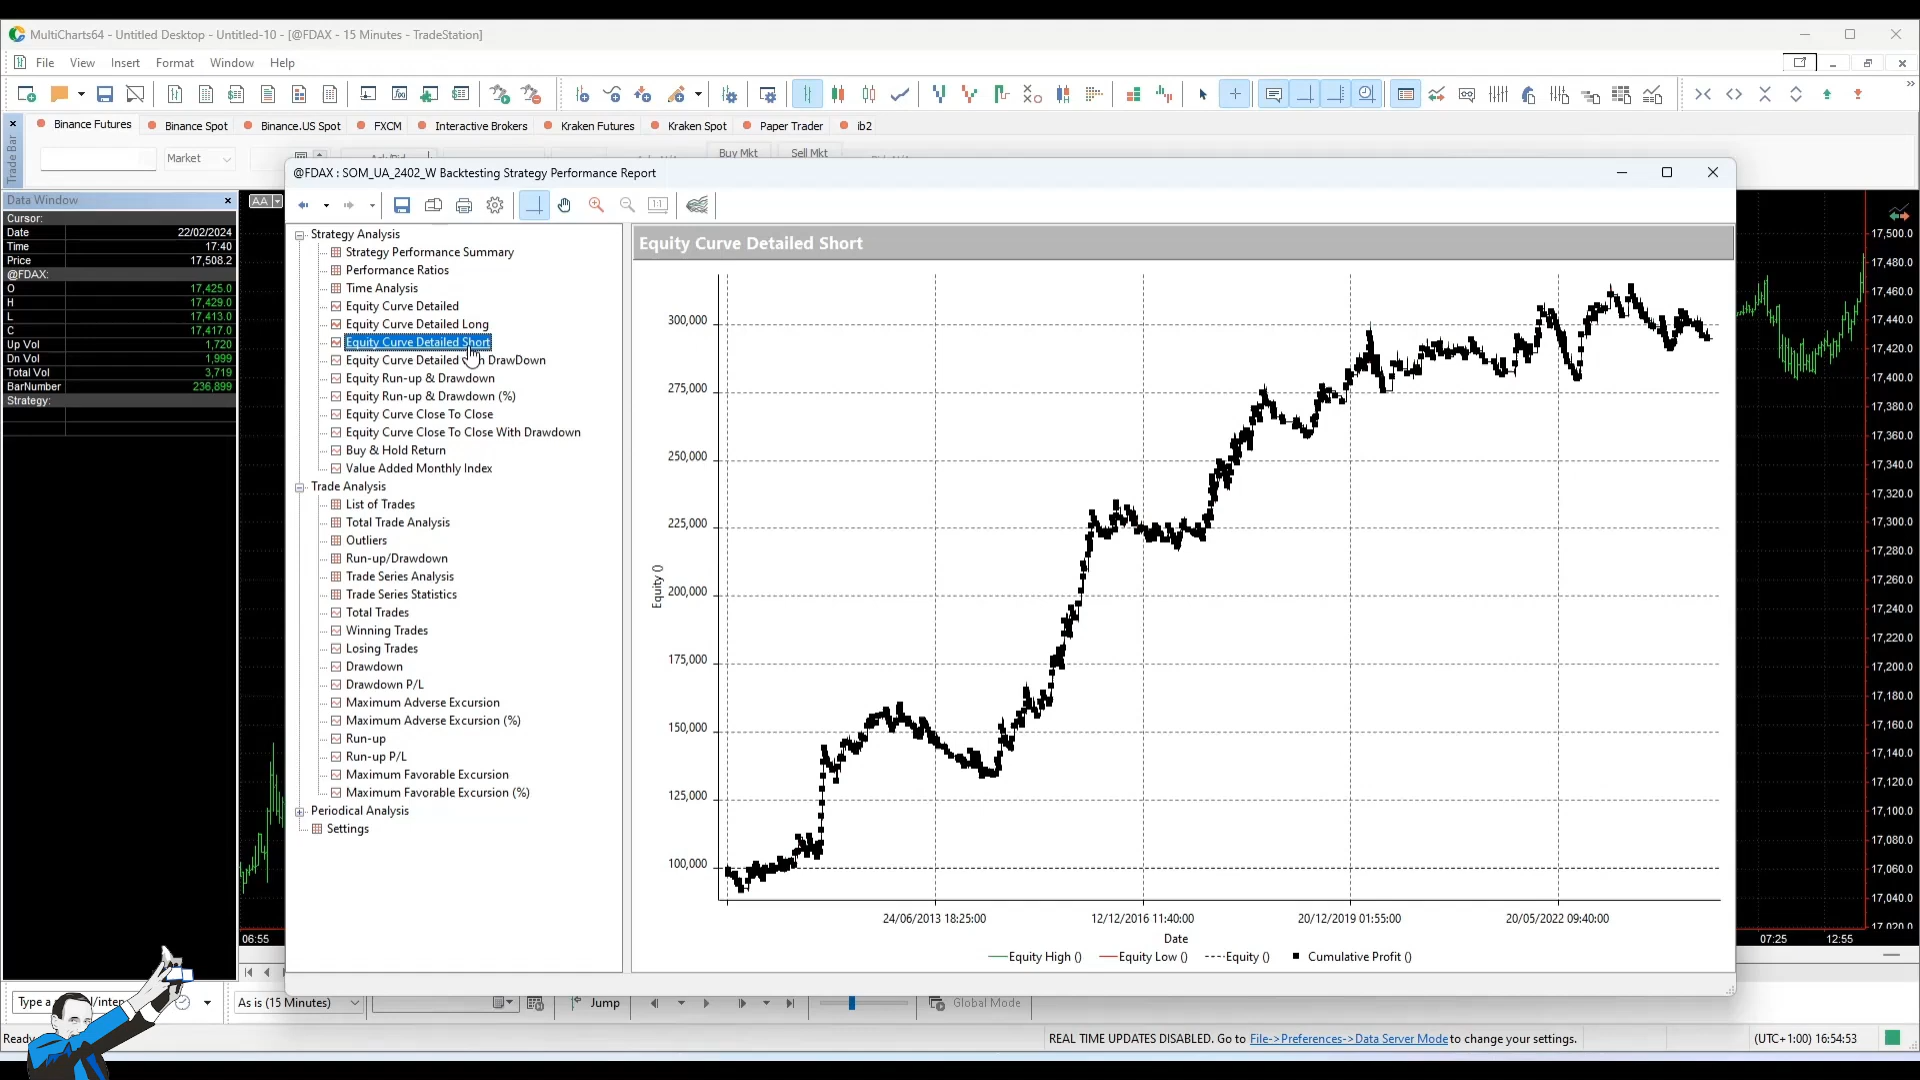 MultiCharts64 - Untitled Desktop - Untitled-10 - [@FDAX - 15 Minutes - TradeStation]
File View Insert Format Window Help
Binance Futures Binance Spot Binance.US Spot FXCM Interactive Brokers Kraken Futures Kraken Spot Paper Trader ib2
Trade Bar
Market
Buy Mkt Sell Mkt
@FDAX : SOM_UA_2402_W Backtesting Strategy Performance Report
Data Window
AA
Cursor:
Date 22/02/2024
Time 17:40
Price 17,508.2
@FDAX:
O 17,425.0
H 17,429.0
L 17,413.0
C 17,417.0
Up Vol 1,720
Dn Vol 1,999
Total Vol 3,719
BarNumber 236,899
Strategy:
Strategy Analysis
Strategy Performance Summary
Performance Ratios
Time Analysis
Equity Curve Detailed
Equity Curve Detailed Long
Equity Curve Detailed Short
Equity Curve Detailed DrawDown
Equity Run-up & Drawdown
Equity Run-up & Drawdown (%)
Equity Curve Close To Close
Equity Curve Close To Close With Drawdown
Buy & Hold Return
Value Added Monthly Index
Trade Analysis
List of Trades
Total Trade Analysis
Outliers
Run-up/Drawdown
Trade Series Analysis
Trade Series Statistics
Total Trades
Winning Trades
Losing Trades
Drawdown
Drawdown P/L
Maximum Adverse Excursion
Maximum Adverse Excursion (%)
Run-up
Run-up P/L
Maximum Favorable Excursion
Maximum Favorable Excursion (%)
Periodical Analysis
Settings
Equity Curve Detailed Short
300,000
275,000
250,000
225,000
200,000
175,000
150,000
125,000
100,000
Equity ()
24/06/2013 18:25:00 12/12/2016 11:40:00 20/12/2019 01:55:00 20/05/2022 09:40:00
Date
Equity High () Equity Low () Equity () Cumulative Profit ()
17,500.0
17,480.0
17,460.0
17,440.0
17,420.0
17,400.0
17,380.0
17,360.0
17,340.0
17,320.0
17,300.0
17,280.0
17,260.0
17,240.0
17,220.0
17,200.0
17,180.0
17,160.0
17,140.0
17,120.0
17,100.0
17,080.0
17,060.0
17,040.0
17,020.0
06:55 07:25 12:55
Type a As is (15 Minutes) Jump Global Mode
Ready REAL TIME UPDATES DISABLED. Go to File->Preferences->Data Server Mode to change your settings. (UTC+1:00) 16:54:53